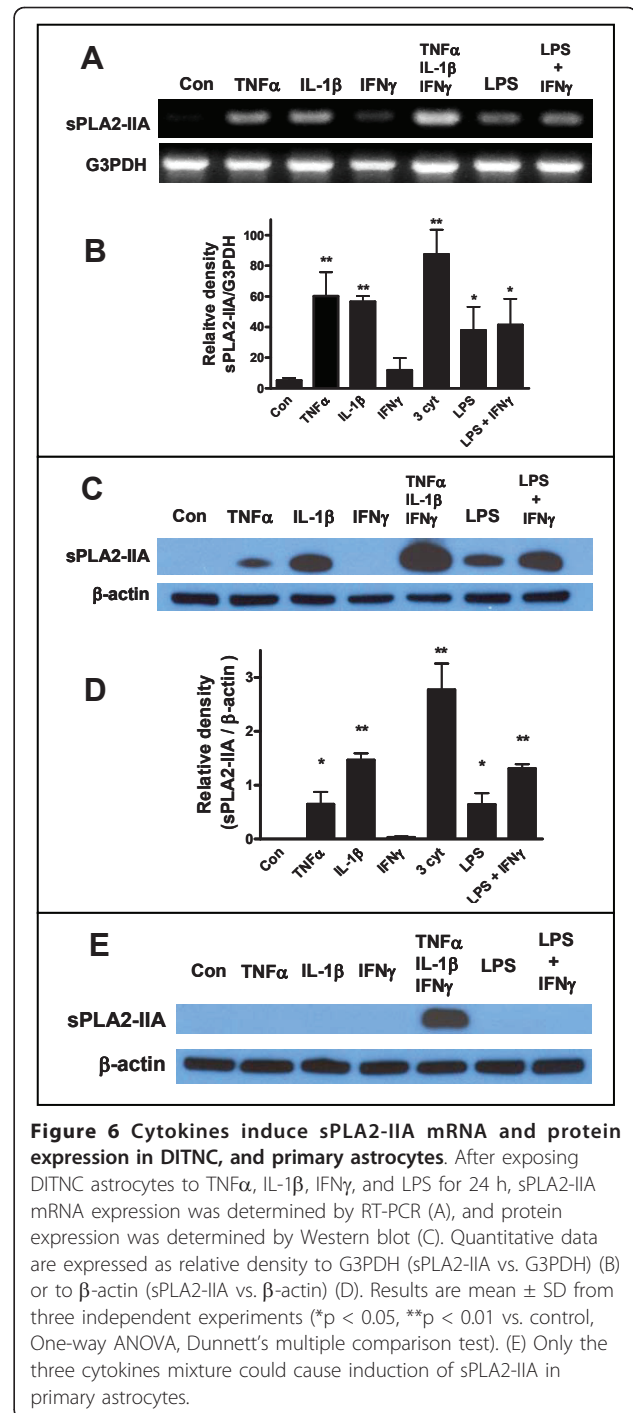 A
Con TNFα IL-1β IFNγ TNFα IL-1β IFNγ LPS LPS + IFNγ
sPLA2-IIA
G3PDH
B
Relaitve density
sPLA2-IIA/G3PDH
100
80
60
40
20
0
** ** ** * *
Con TNFα IL-1β IFNγ 3 cyt LPS LPS + IFNγ
C
Con TNFα IL-1β IFNγ TNFα IL-1β IFNγ LPS LPS + IFNγ
sPLA2-IIA
β-actin
D
Relative density
(sPLA2-IIA / β-actin )
3
2
1
0
* ** ** * **
Con TNFα IL-1β IFNγ 3 cyt LPS LPS + IFNγ
E
Con TNFα IL-1β IFNγ TNFα IL-1β IFNγ LPS LPS + IFNγ
sPLA2-IIA
β-actin
Figure 6 Cytokines induce sPLA2-IIA mRNA and protein
expression in DITNC, and primary astrocytes. After exposing
DITNC astrocytes to TNFα, IL-1β, IFNγ, and LPS for 24 h, sPLA2-IIA
mRNA expression was determined by RT-PCR (A), and protein
expression was determined by Western blot (C). Quantitative data
are expressed as relative density to G3PDH (sPLA2-IIA vs. G3PDH) (B)
or to β-actin (sPLA2-IIA vs. β-actin) (D). Results are mean ± SD from
three independent experiments (*p < 0.05, **p < 0.01 vs. control,
One-way ANOVA, Dunnett's multiple comparison test). (E) Only the
three cytokines mixture could cause induction of sPLA2-IIA in
primary astrocytes.